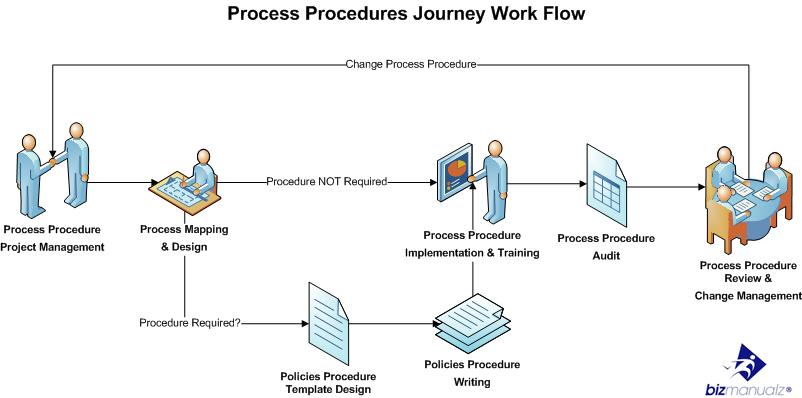 Process Procedures Journey Work Flow
Change Process Procedure
Process Procedure
Project Management
Process Mapping
& Design
Procedure NOT Required
Process Procedure
Implementation & Training
Process Procedure
Audit
Process Procedure
Review &
Change Management
Procedure Required?
Policies Procedure
Template Design
Policies Procedure
Writing
bizmanualz®